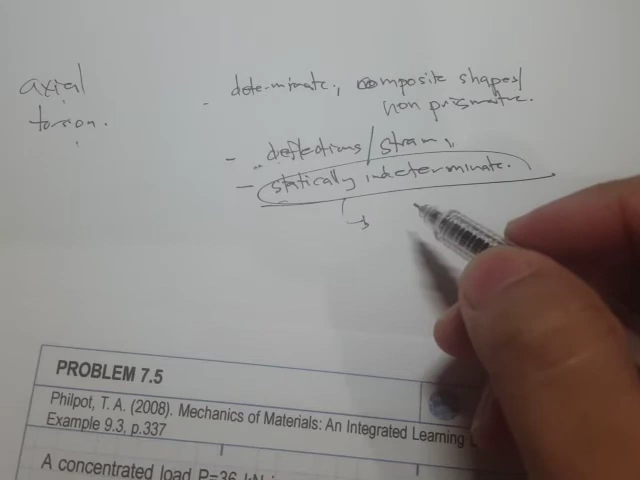 axial
torsion.
- determinate, composite shapes/
non prismatic.
- deflections / strain,
- statically indeterminate.
PROBLEM 7.5
Philpot, T. A. (2008). Mechanics of Materials: An Integrated Learning
Example 9.3, p.337
A concentrated load P=36 kN